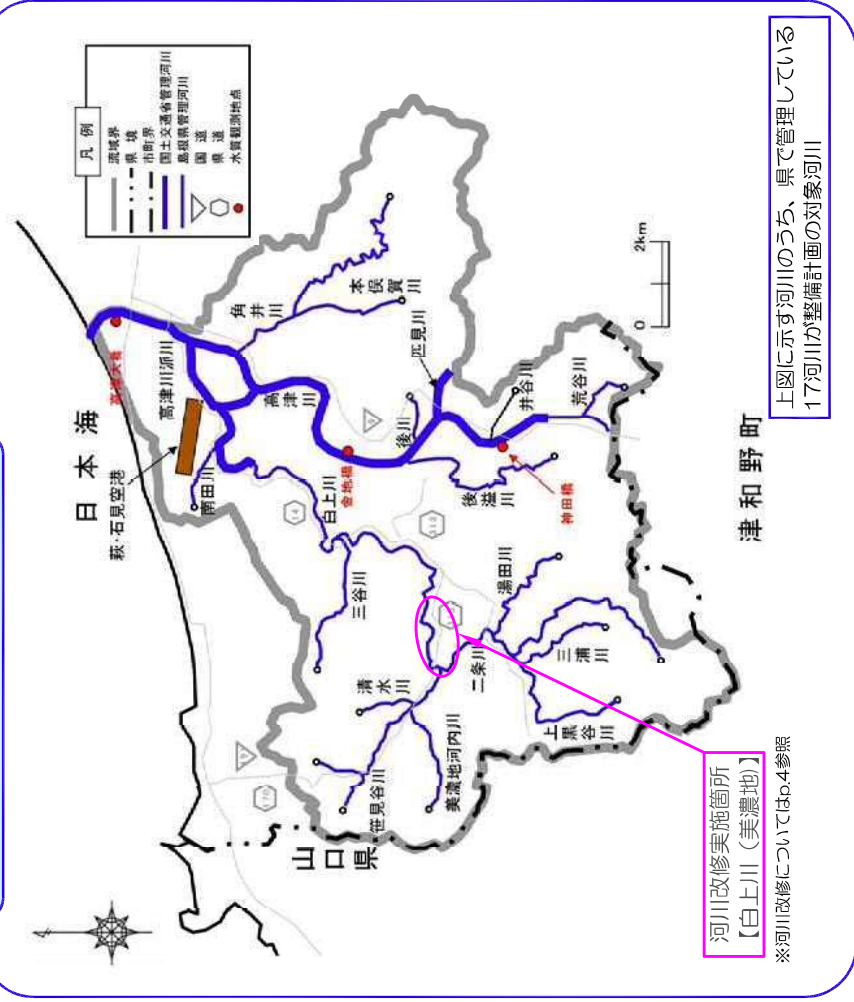 日本海
萩・石見空港
高津川派川
南田川
高津川
角井川
本俣賀川
匹見川
後川
金地橋
白上川
井谷川
荒谷川
後溢川
神田橋
三谷川
湯田川
清水川
二条川
三浦川
上黒谷川
美濃地河内川
笹見谷川
山口県
津和野町
凡例
流域界
県境
市町界
国土交通省管理河川
島根県管理河川
国道
県道
水質観測地点
0 2km
河川改修実施箇所
【白上川（美濃地）】
※河川改修についてはp.4参照
上図に示す河川のうち、県で管理している
17河川が整備計画の対象河川